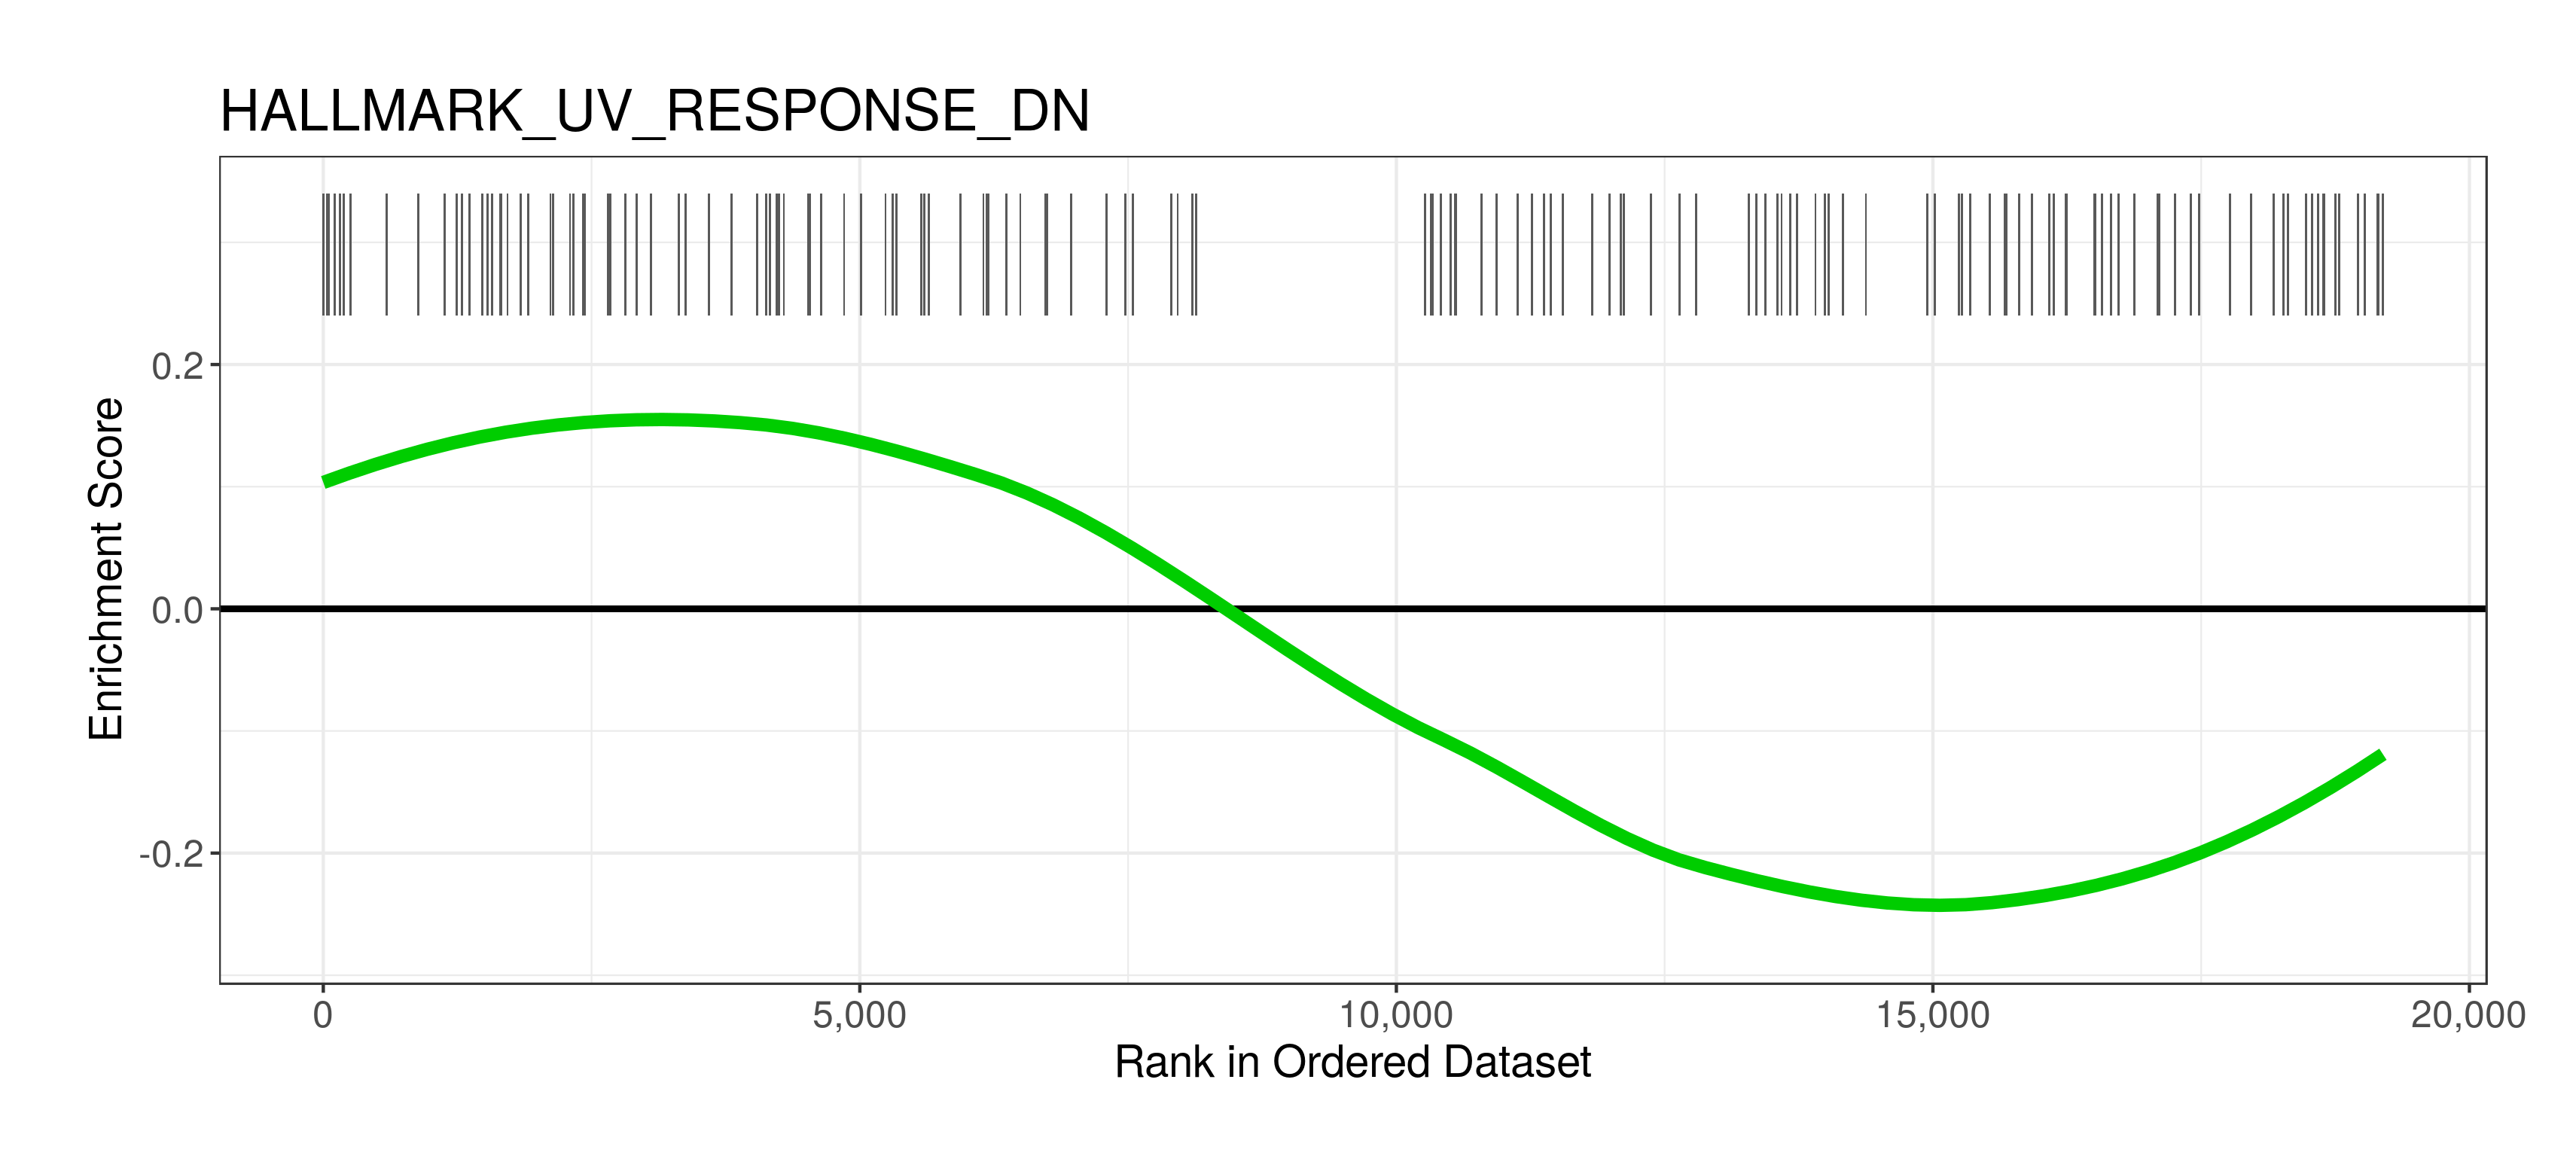 HALLMARK_UV_RESPONSE_DN
Enrichment Score
0.2
0.0
-0.2
0
5,000
10,000
15,000
20,000
Rank in Ordered Dataset